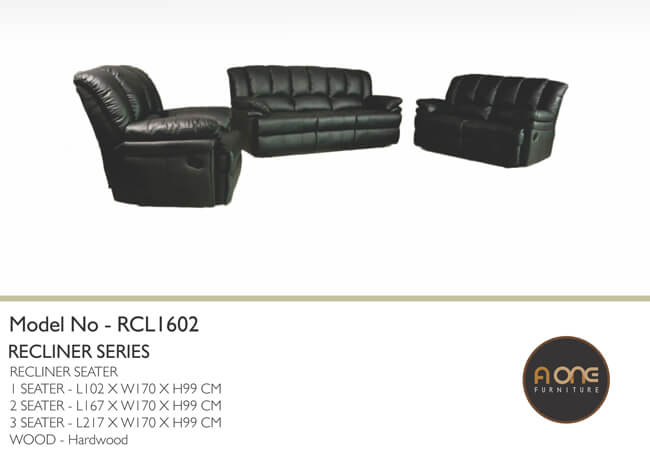 Model No - RCL1602
RECLINER SERIES
RECLINER SEATER
1 SEATER - L102 X W170 X H99 CM
2 SEATER - L167 X W170 X H99 CM
3 SEATER - L217 X W170 X H99 CM
WOOD - Hardwood
A ONE
FURNITURE